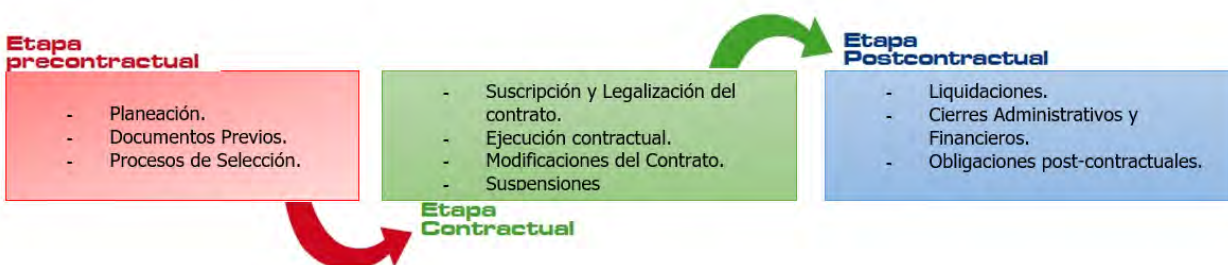 Etapa
precontractual
- Planeación.
- Documentos Previos.
- Procesos de Selección.
- Suscripción y Legalización del
contrato.
- Ejecución contractual.
- Modificaciones del Contrato.
- Suspensiones
Etapa
Contractual
Etapa
Postcontractual
- Liquidaciones.
- Cierres Administrativos y
Financieros.
- Obligaciones post-contractuales.